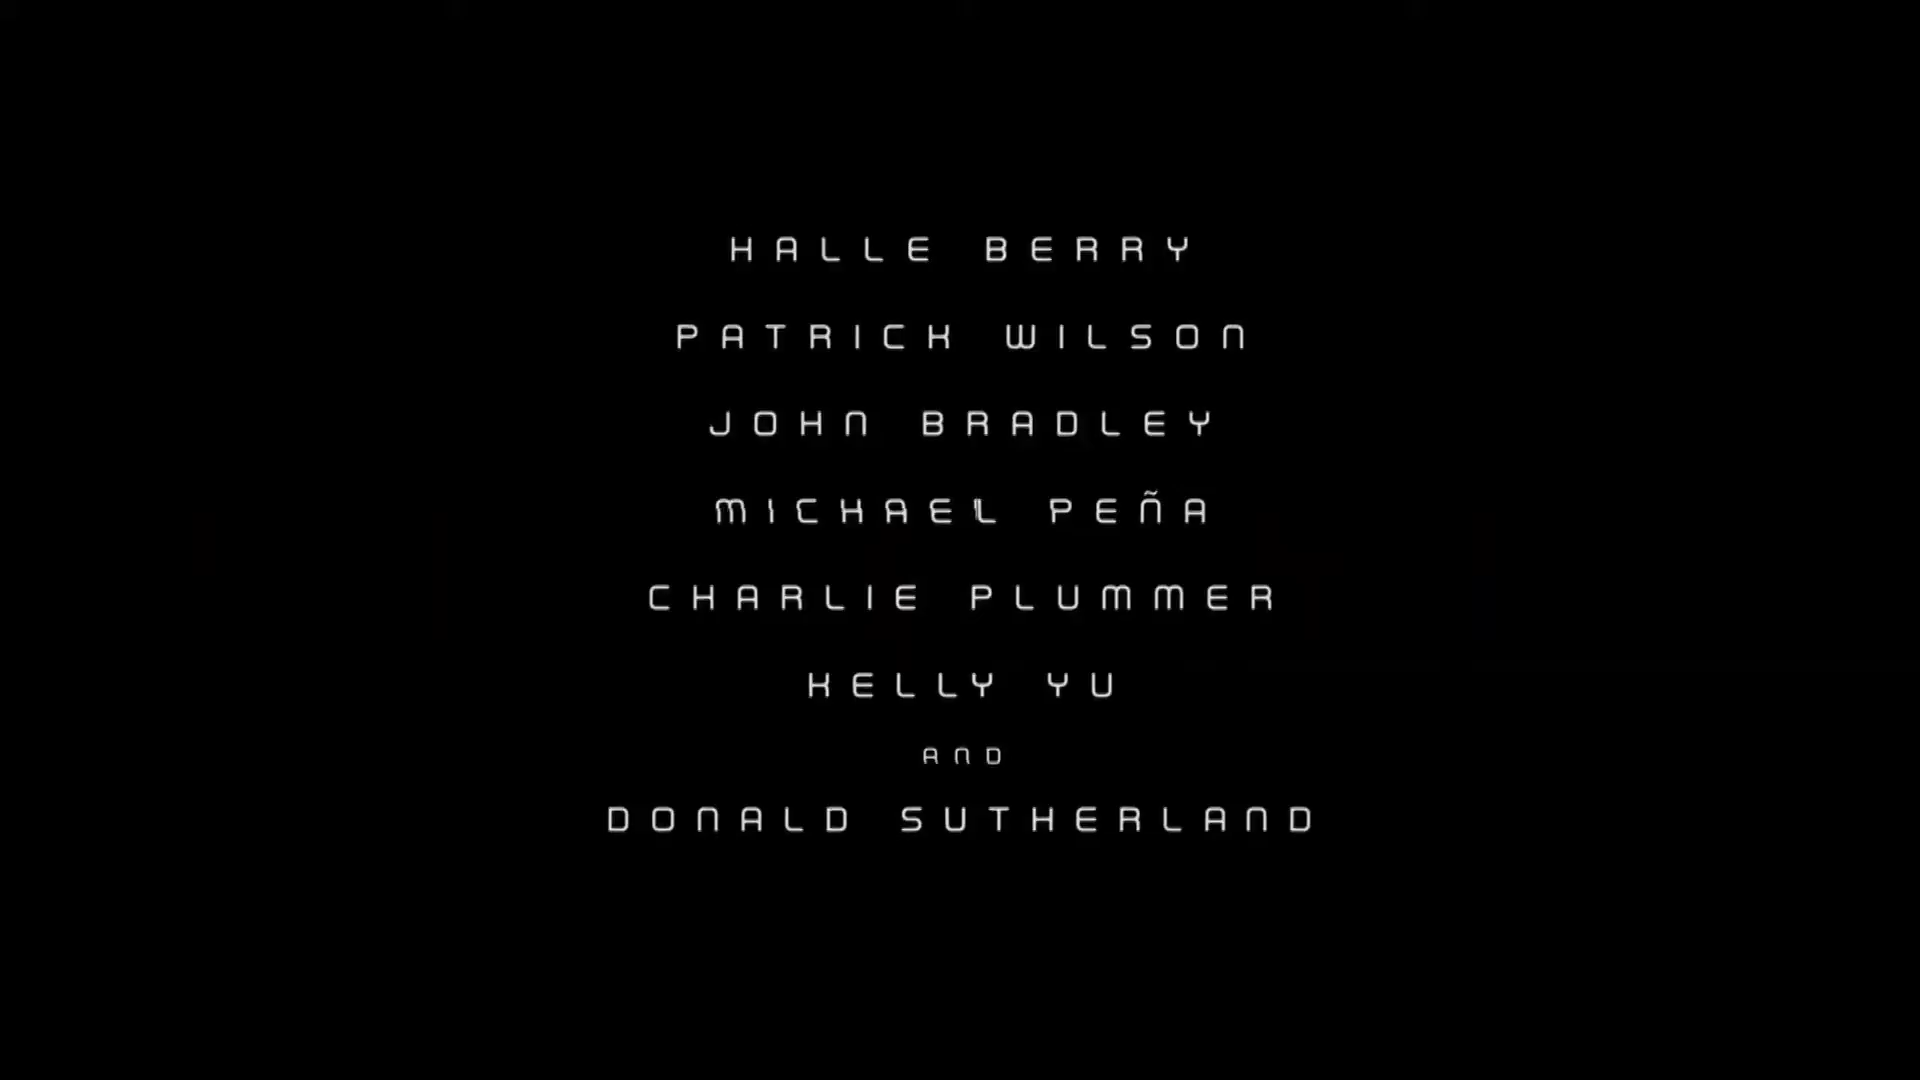 HALLE BERRY
PATRICK WILSON
JOHN BRADLEY
MICHAEL PEÑA
CHARLIE PLUMMER
KELLY YU
AND
DONALD SUTHERLAND